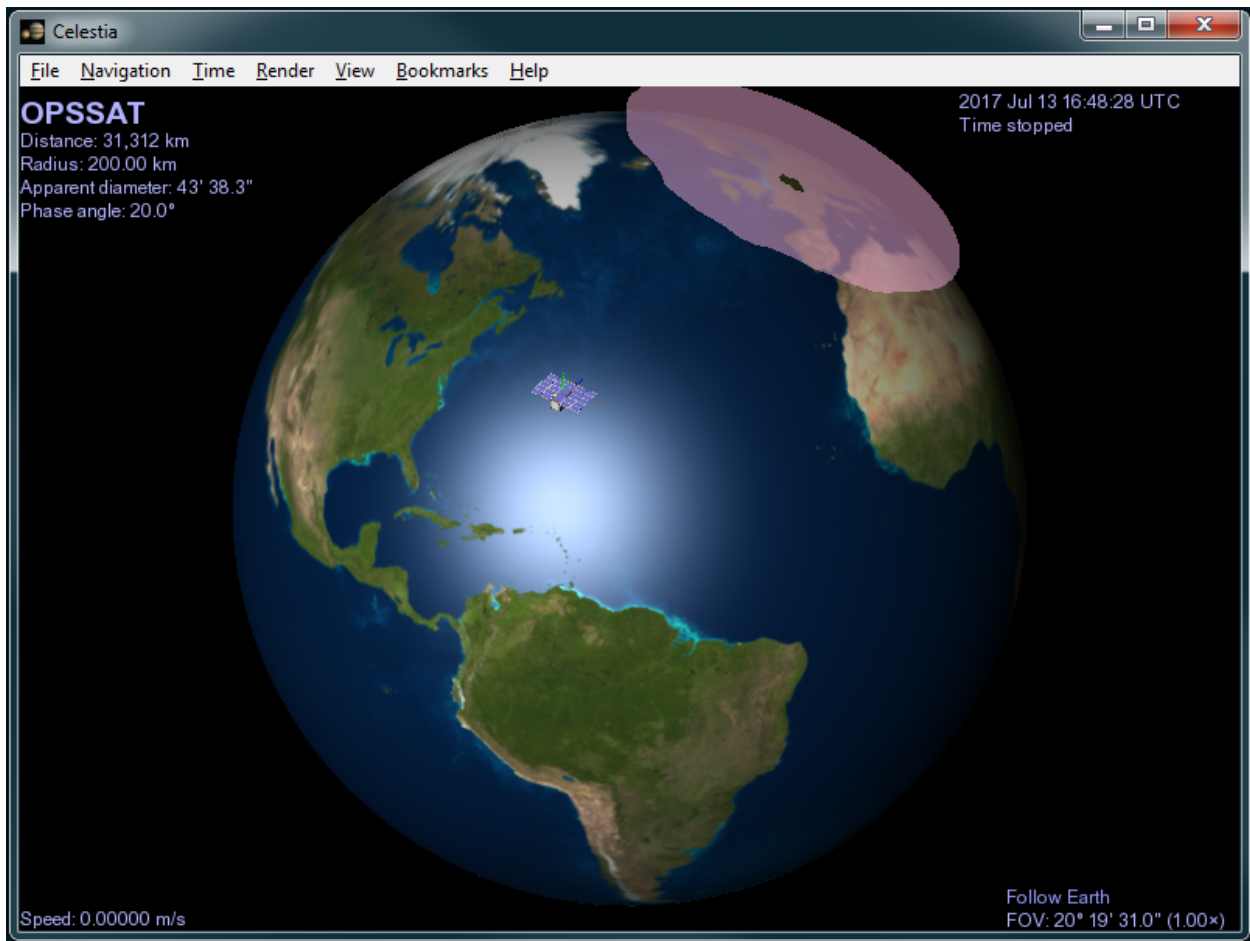 Celestia
File Navigation Time Render View Bookmarks Help
OPSSAT
Distance: 31,312 km
Radius: 200.00 km
Apparent diameter: 43' 38.3"
Phase angle: 20.0°
2017 Jul 13 16:48:28 UTC
Time stopped
Speed: 0.00000 m/s
Follow Earth
FOV: 20° 19' 31.0" (1.00×)